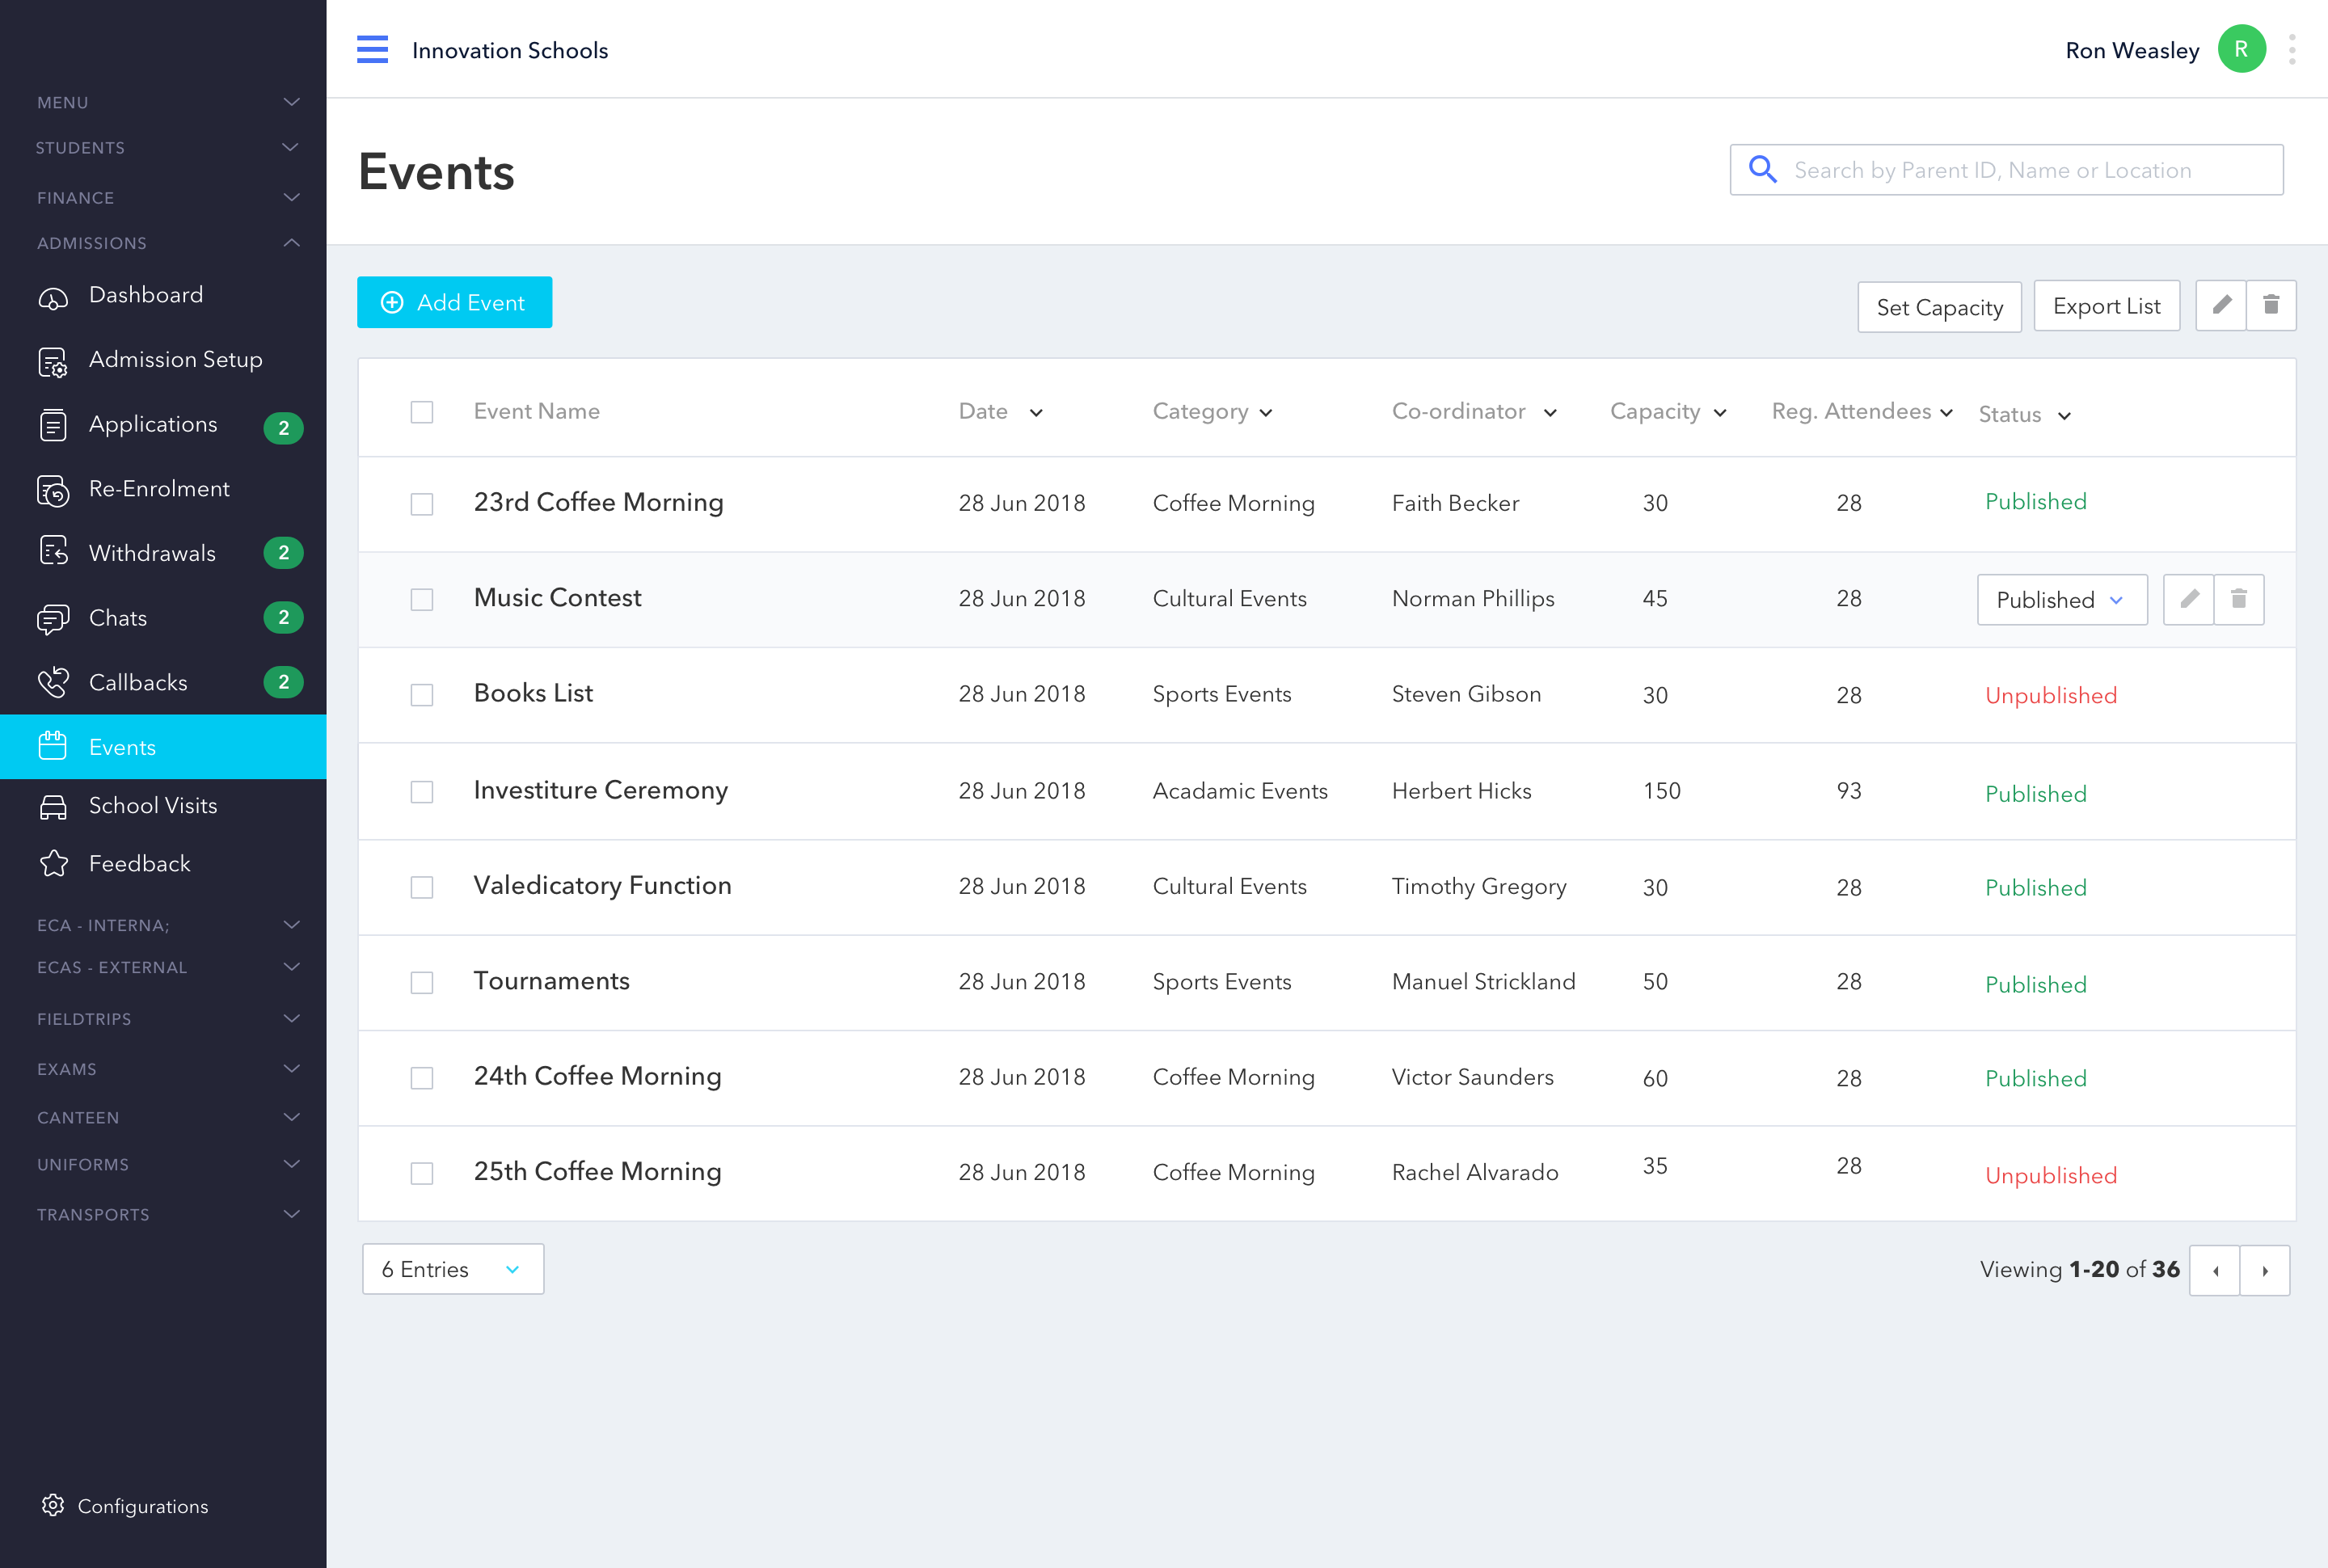 Innovation Schools
Ron Weasley R
MENU
STUDENTS
FINANCE
ADMISSIONS
Dashboard
Admission Setup
Applications 2
Re-Enrolment
Withdrawals 2
Chats 2
Callbacks 2
Events
School Visits
Feedback
ECA - INTERNA;
ECAS - EXTERNAL
FIELDTRIPS
EXAMS
CANTEEN
UNIFORMS
TRANSPORTS
Configurations
Events
Search by Parent ID, Name or Location
Add Event
Set Capacity Export List
Event Name Date Category Co-ordinator Capacity Reg. Attendees Status
23rd Coffee Morning 28 Jun 2018 Coffee Morning Faith Becker 30 28 Published
Music Contest 28 Jun 2018 Cultural Events Norman Phillips 45 28 Published
Books List 28 Jun 2018 Sports Events Steven Gibson 30 28 Unpublished
Investiture Ceremony 28 Jun 2018 Acadamic Events Herbert Hicks 150 93 Published
Valedicatory Function 28 Jun 2018 Cultural Events Timothy Gregory 30 28 Published
Tournaments 28 Jun 2018 Sports Events Manuel Strickland 50 28 Published
24th Coffee Morning 28 Jun 2018 Coffee Morning Victor Saunders 60 28 Published
25th Coffee Morning 28 Jun 2018 Coffee Morning Rachel Alvarado 35 28 Unpublished
6 Entries
Viewing 1-20 of 36